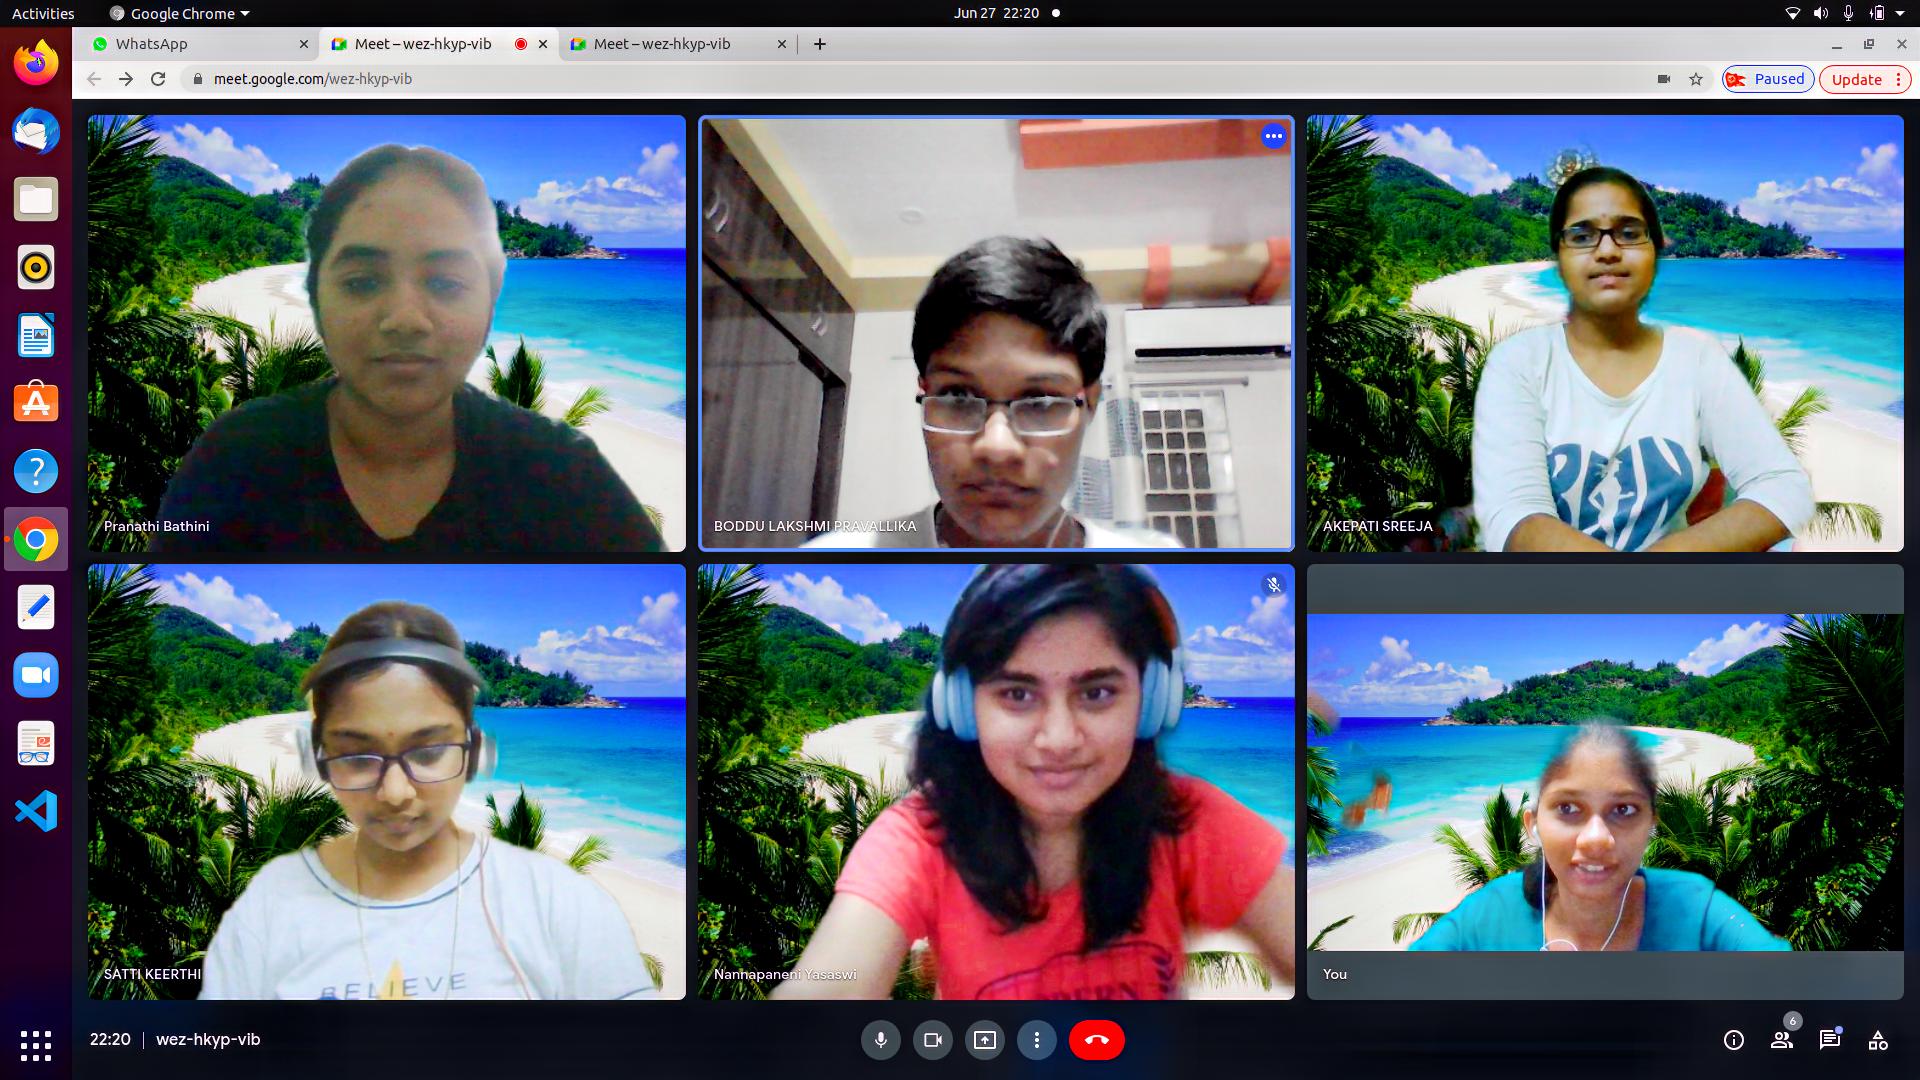 Activities
Google Chrome
Jun 27 22:20
WhatsApp
Meet – wez-hkyp-vib
Meet – wez-hkyp-vib
meet.google.com/wez-hkyp-vib
Paused
Update
Pranathi Bathini
BODDU LAKSHMI PRAVALLIKA
AKEPATI SREEJA
SATTI KEERTHI
BELIEVE
Nannapaneni Yasaswi
You
22:20 | wez-hkyp-vib
6